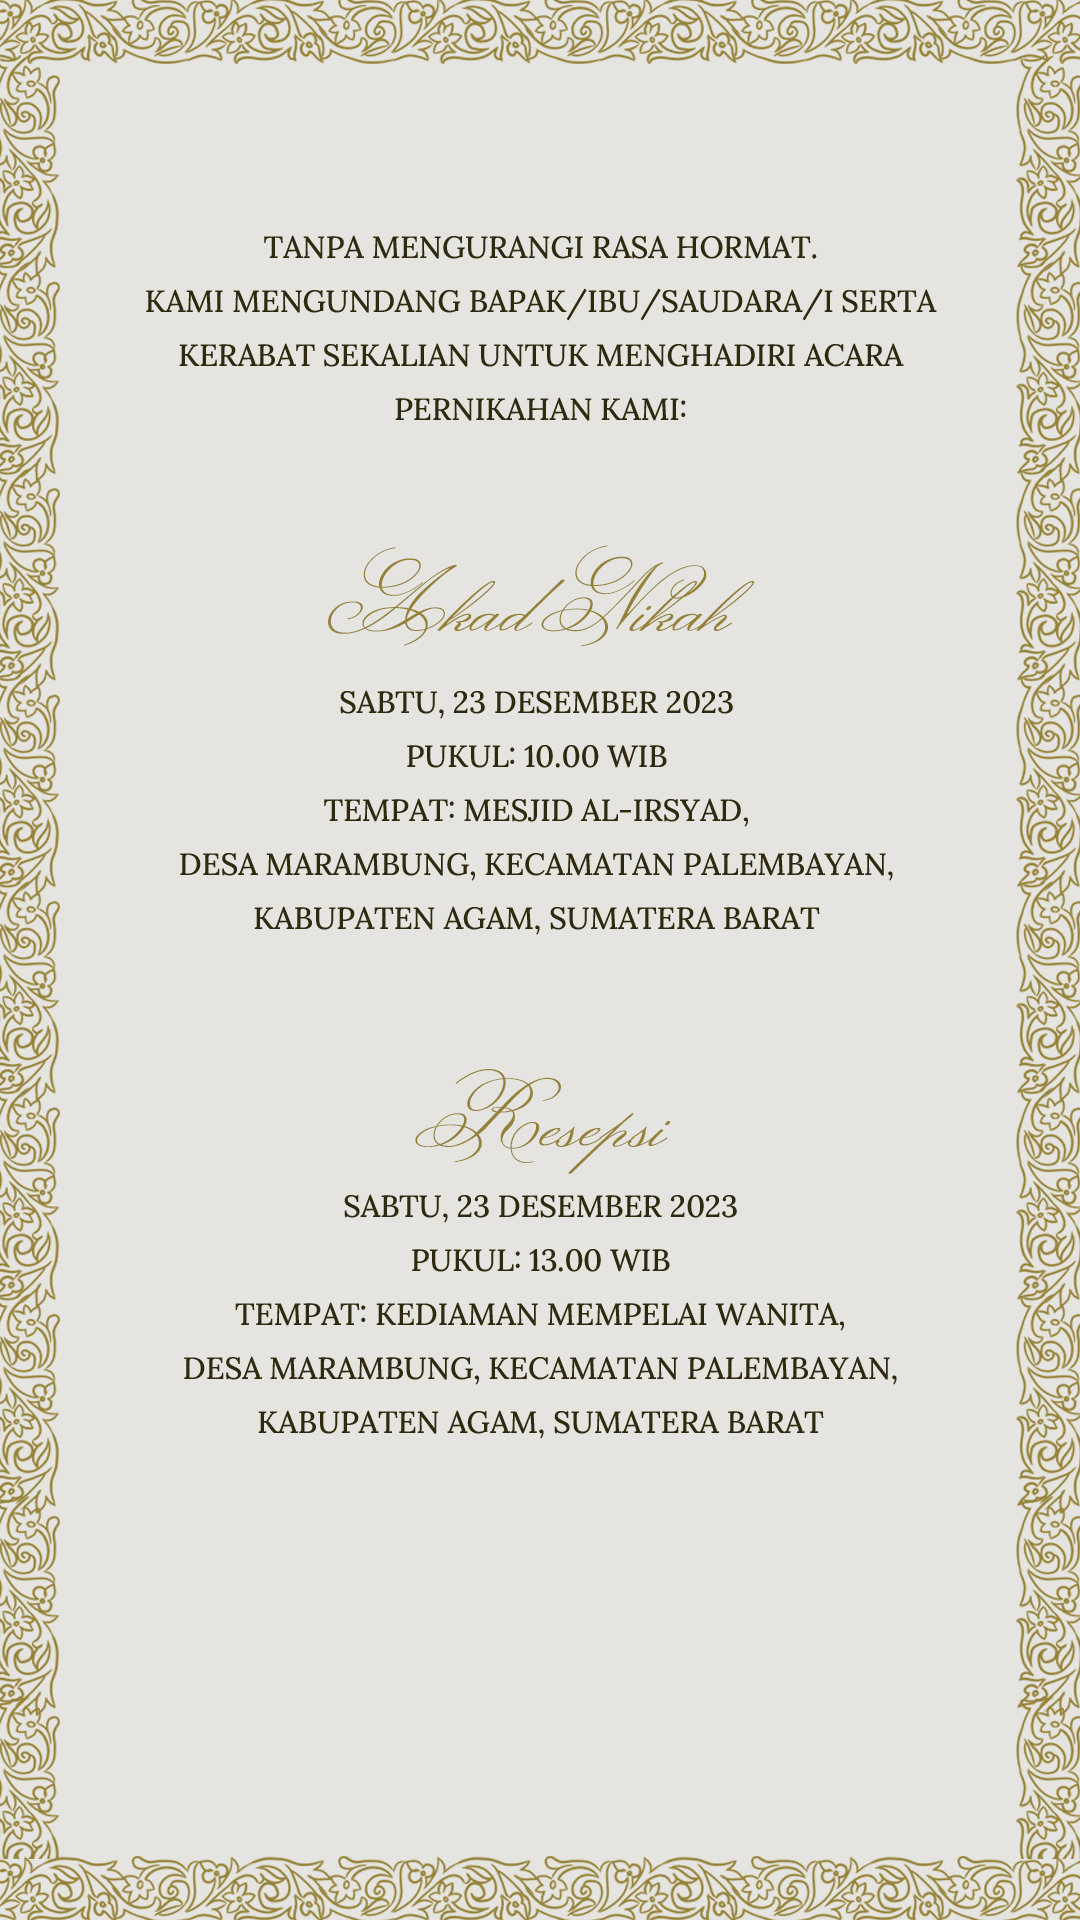 TANPA MENGURANGI RASA HORMAT.
KAMI MENGUNDANG BAPAK/IBU/SAUDARA/I SERTA
KERABAT SEKALIAN UNTUK MENGHADIRI ACARA
PERNIKAHAN KAMI:
Akad Nikah
SABTU, 23 DESEMBER 2023
PUKUL: 10.00 WIB
TEMPAT: MESJID AL-IRSYAD,
DESA MARAMBUNG, KECAMATAN PALEMBAYAN,
KABUPATEN AGAM, SUMATERA BARAT
Resepsi
SABTU, 23 DESEMBER 2023
PUKUL: 13.00 WIB
TEMPAT: KEDIAMAN MEMPELAI WANITA,
DESA MARAMBUNG, KECAMATAN PALEMBAYAN,
KABUPATEN AGAM, SUMATERA BARAT